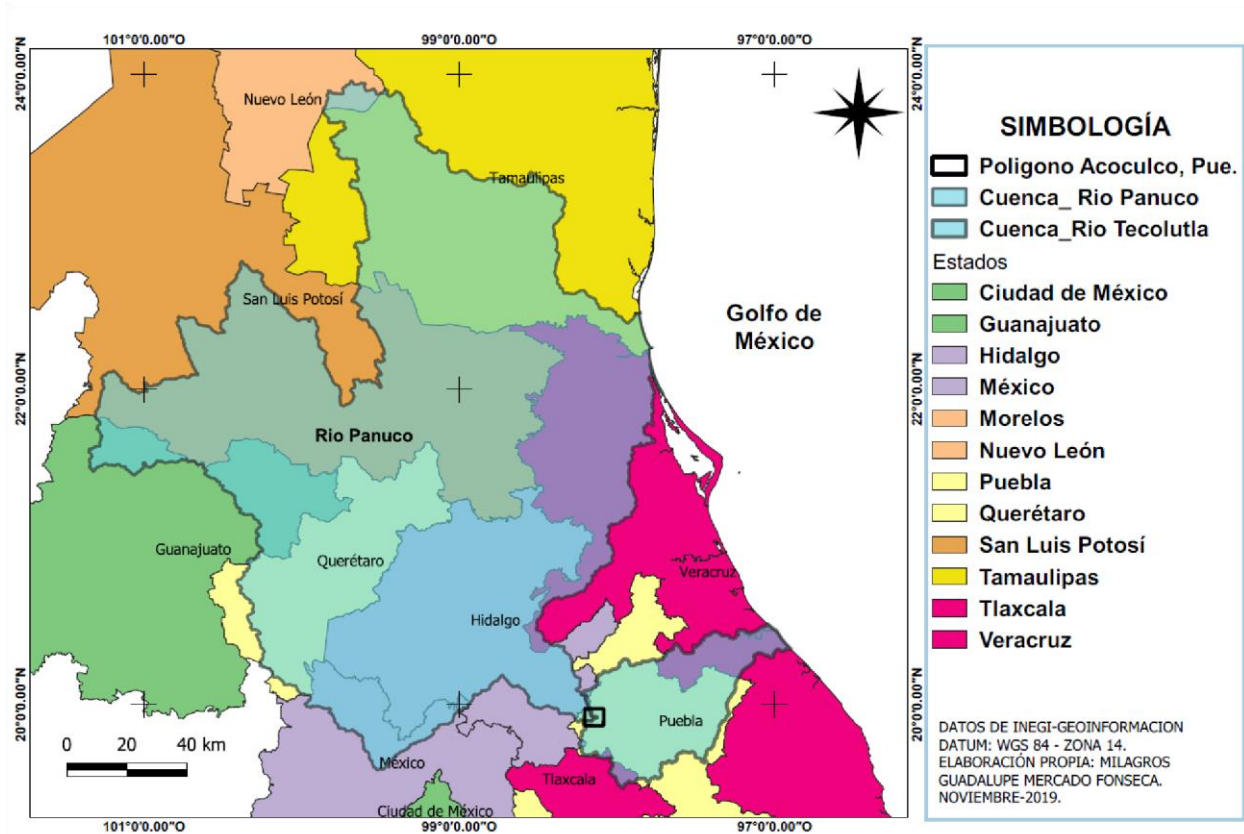 101°0'0.00"O 99°0'0.00"O 97°0'0.00"O
24°0'0.00"N 24°0'0.00"N
Nuevo León
Tamaulipas
San Luis Potosí
Golfo de
México
22°0'0.00"N 22°0'0.00"N
Rio Panuco
Guanajuato
Querétaro
Veracruz
Hidalgo
20°0'0.00"N 20°0'0.00"N
Puebla
0 20 40 km
México
Tlaxcala
Ciudad de México
101°0'0.00"O 99°0'0.00"O 97°0'0.00"O
SIMBOLOGÍA
Poligono Acoculco, Pue.
Cuenca_ Rio Panuco
Cuenca_Rio Tecolutla
Estados
Ciudad de México
Guanajuato
Hidalgo
México
Morelos
Nuevo León
Puebla
Querétaro
San Luis Potosí
Tamaulipas
Tlaxcala
Veracruz
DATOS DE INEGI-GEOINFORMACION
DATUM: WGS 84 - ZONA 14.
ELABORACIÓN PROPIA: MILAGROS
GUADALUPE MERCADO FONSECA.
NOVIEMBRE-2019.